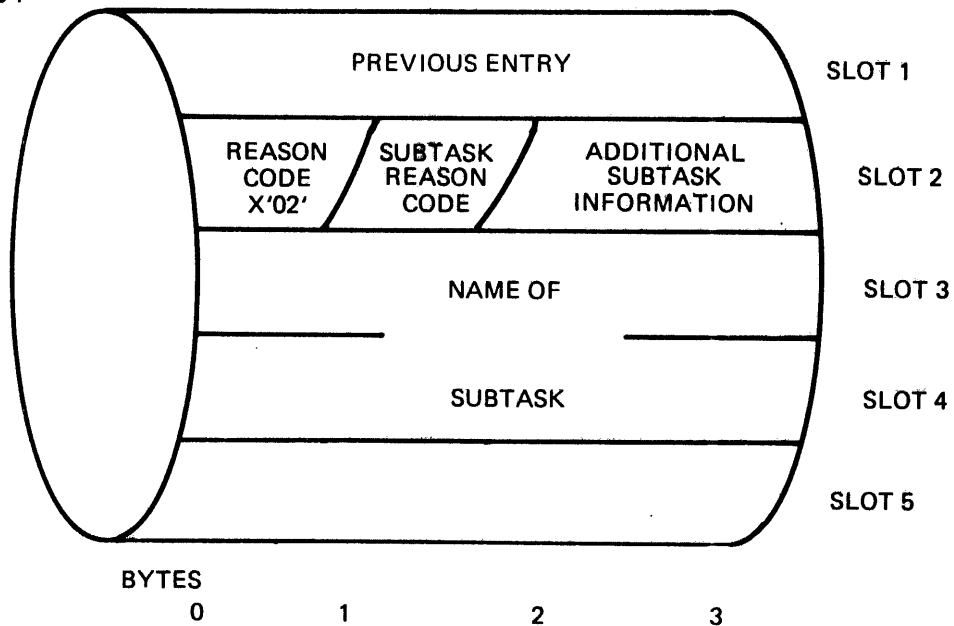 PREVIOUS ENTRY
SLOT 1
REASON
CODE
X'02'
SUBTASK
REASON
CODE
ADDITIONAL
SUBTASK
INFORMATION
SLOT 2
NAME OF
SLOT 3
SUBTASK
SLOT 4
SLOT 5
BYTES
0 1 2 3